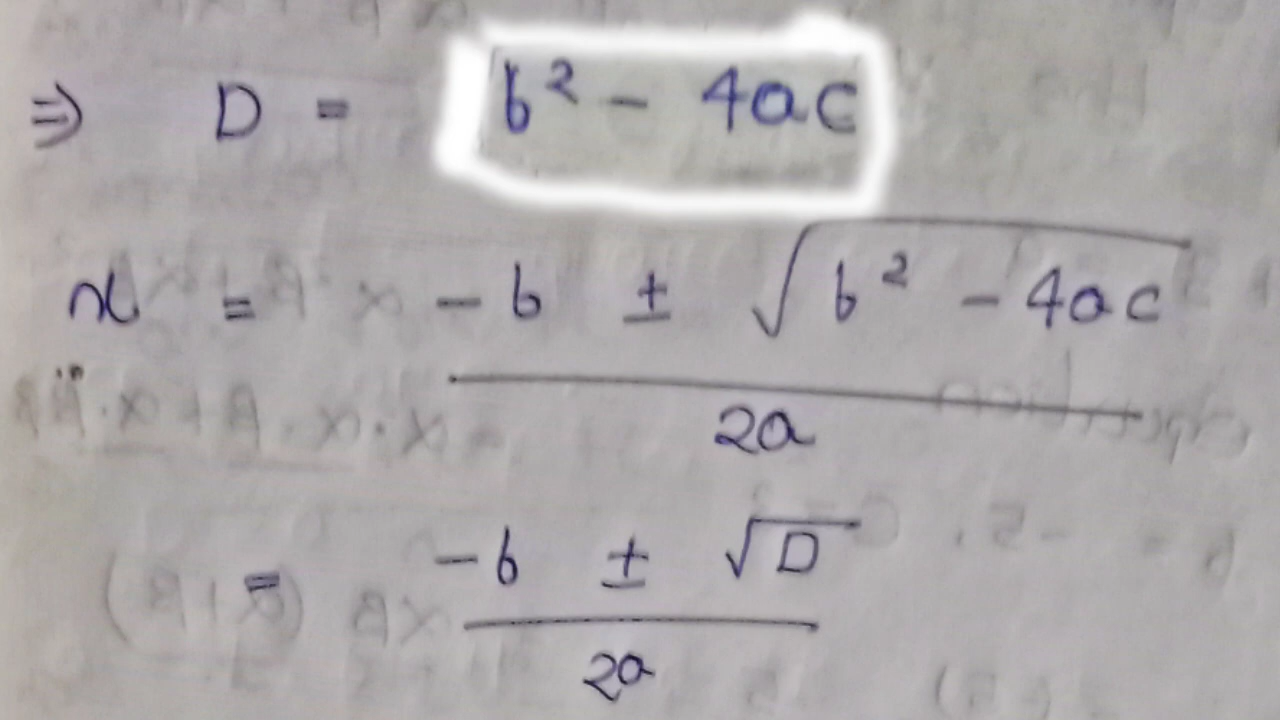 ⇒ D = b² - 4ac
x = -b ± √b² - 4ac
2a
= -b ± √D
2a